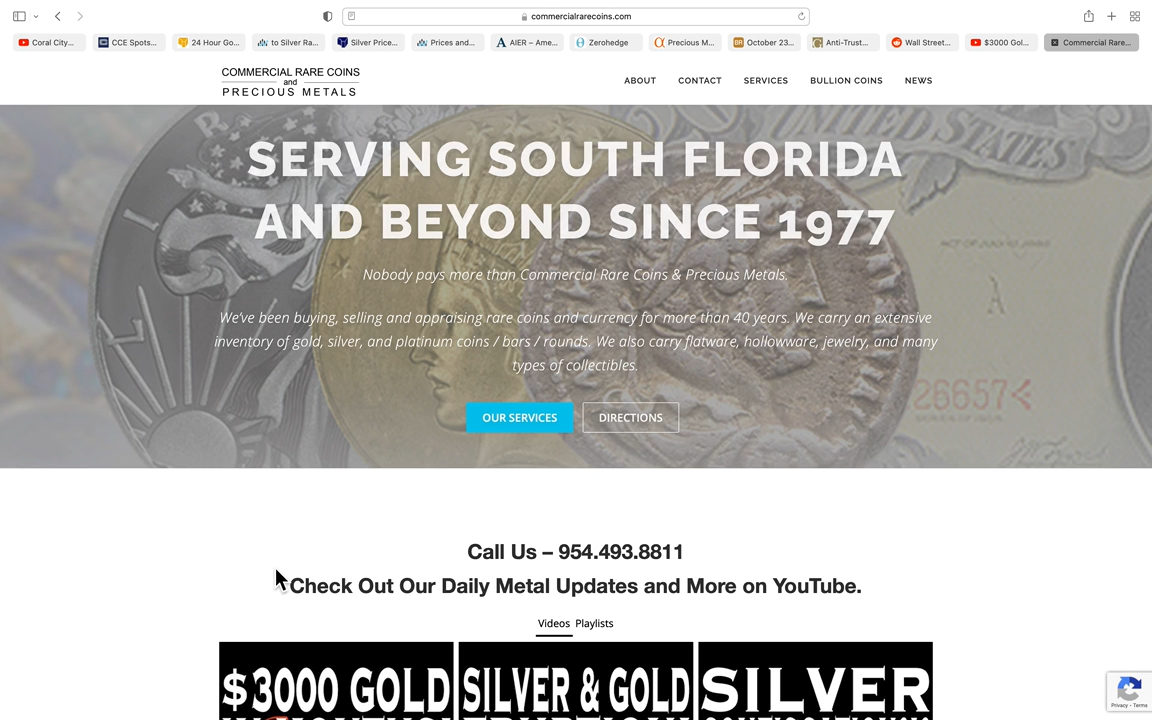 commercialrarecoins.com
Coral City...
CCE Spots...
24 Hour Go...
to Silver Ra...
Silver Price...
Prices and...
AIER – Ame...
Zerohedge
Precious M...
October 23...
Anti-Trust...
Wall Street...
$3000 Gol...
Commercial Rare...
COMMERCIAL RARE COINS
and
PRECIOUS METALS
ABOUT CONTACT SERVICES BULLION COINS NEWS
SERVING SOUTH FLORIDA
AND BEYOND SINCE 1977
Nobody pays more than Commercial Rare Coins & Precious Metals.
We've been buying, selling and appraising rare coins and currency for more than 40 years. We carry an extensive
inventory of gold, silver, and platinum coins / bars / rounds. We also carry flatware, hollowware, jewelry, and many
types of collectibles.
OUR SERVICES DIRECTIONS
26657
Call Us – 954.493.8811
Check Out Our Daily Metal Updates and More on YouTube.
Videos Playlists
$3000 GOLD
SILVER & GOLD
SILVER
Privacy - Terms